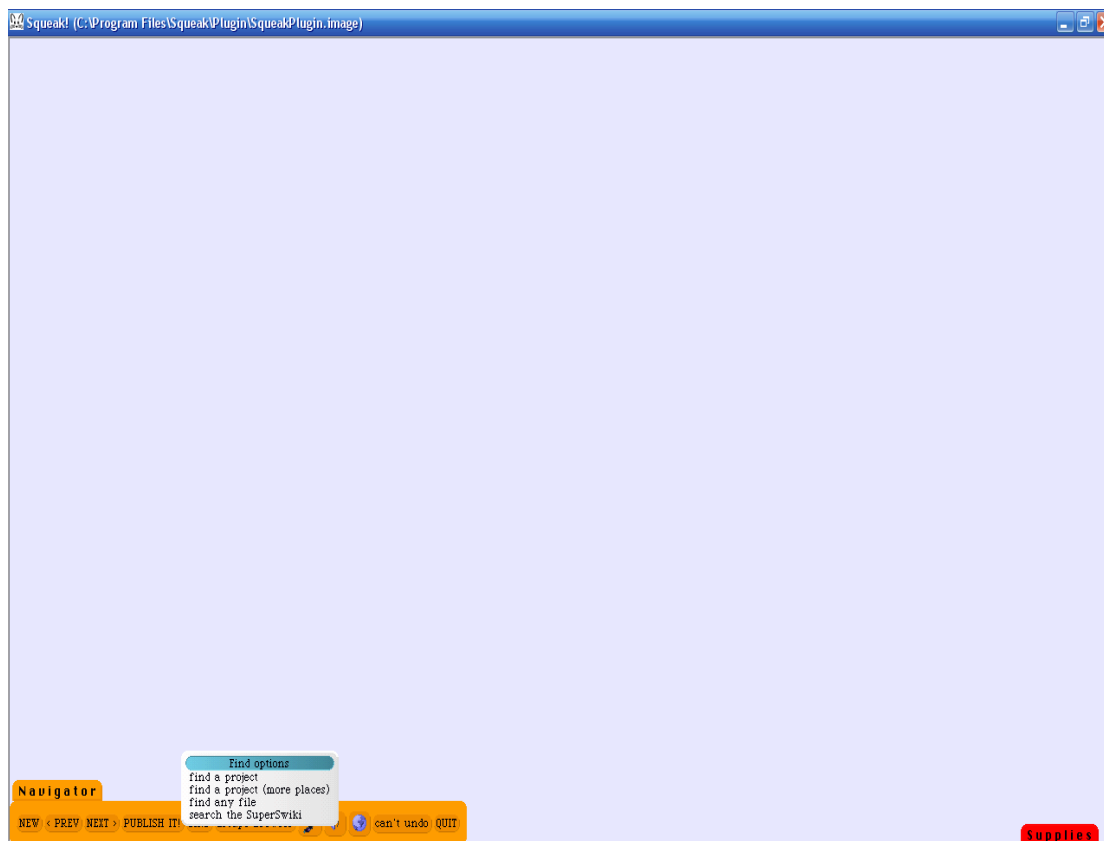 Squeak! (C:\Program Files\Squeak\Plugin\SqueakPlugin.image)
Find options
find a project
find a project (more places)
find any file
search the SuperSwiki
Navigator
NEW < PREV NEXT > PUBLISH IT! can't undo QUIT
Supplies